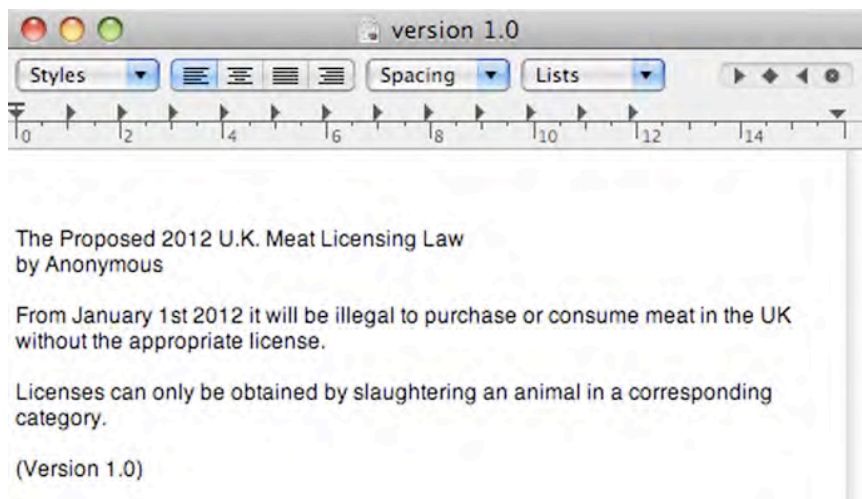 version 1.0
Styles Spacing Lists
0 2 4 6 8 10 12 14
The Proposed 2012 U.K. Meat Licensing Law
by Anonymous
From January 1st 2012 it will be illegal to purchase or consume meat in the UK
without the appropriate license.
Licenses can only be obtained by slaughtering an animal in a corresponding
category.
(Version 1.0)